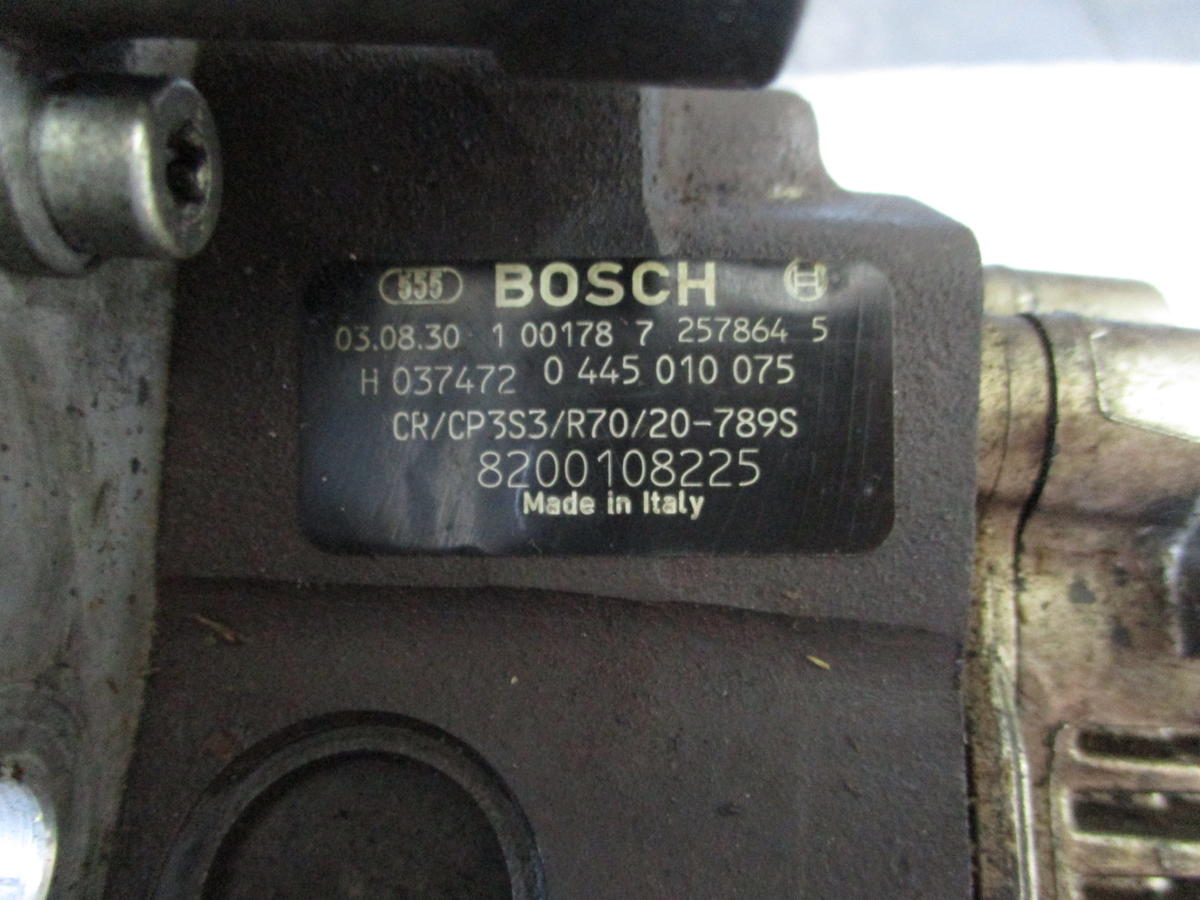 555 BOSCH
03.08.30 1 00178 7 257864 5
H 037472 0 445 010 075
CR/CP3S3/R70/20-789S
8200108225
Made in Italy